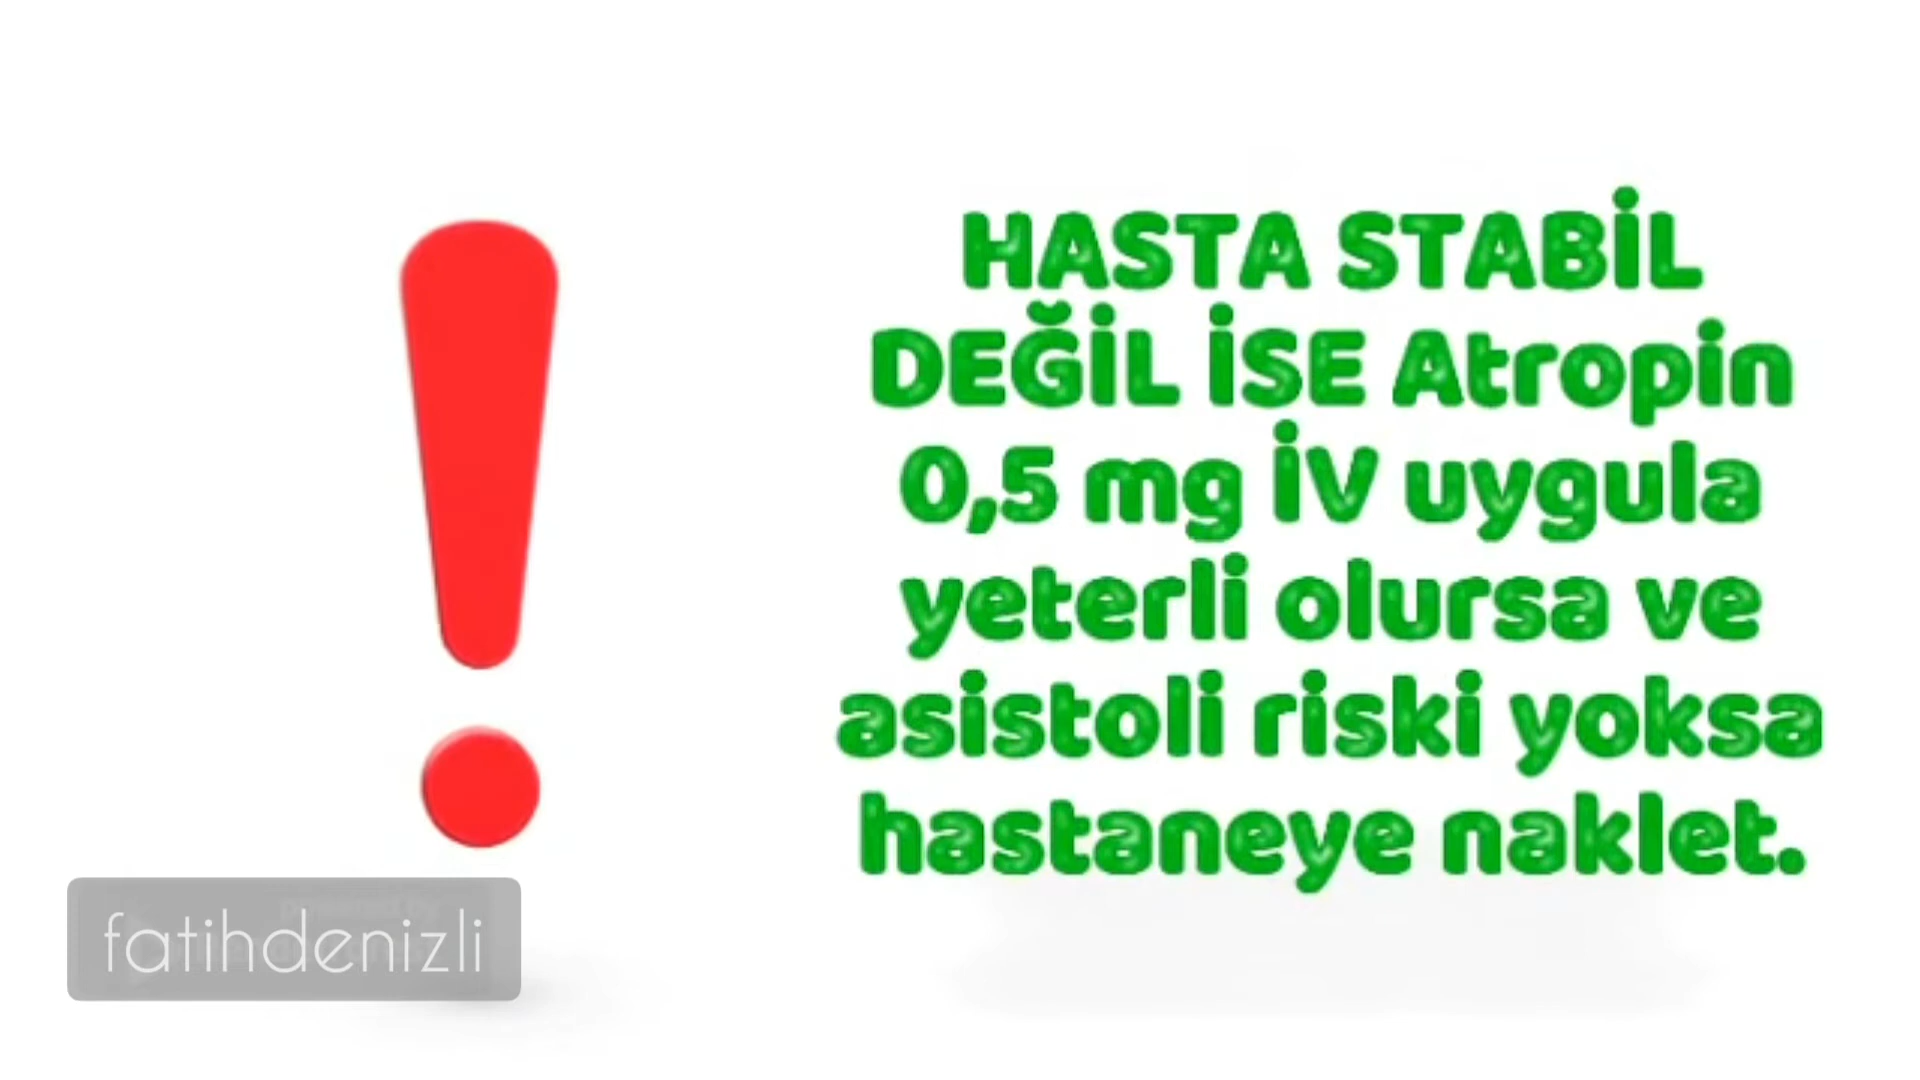 HASTA STABİL
DEĞİL İSE Atropin
0,5 mg İV uygula
yeterli olursa ve
asistoli riski yoksa
hastaneye naklet.
fatihdenizli